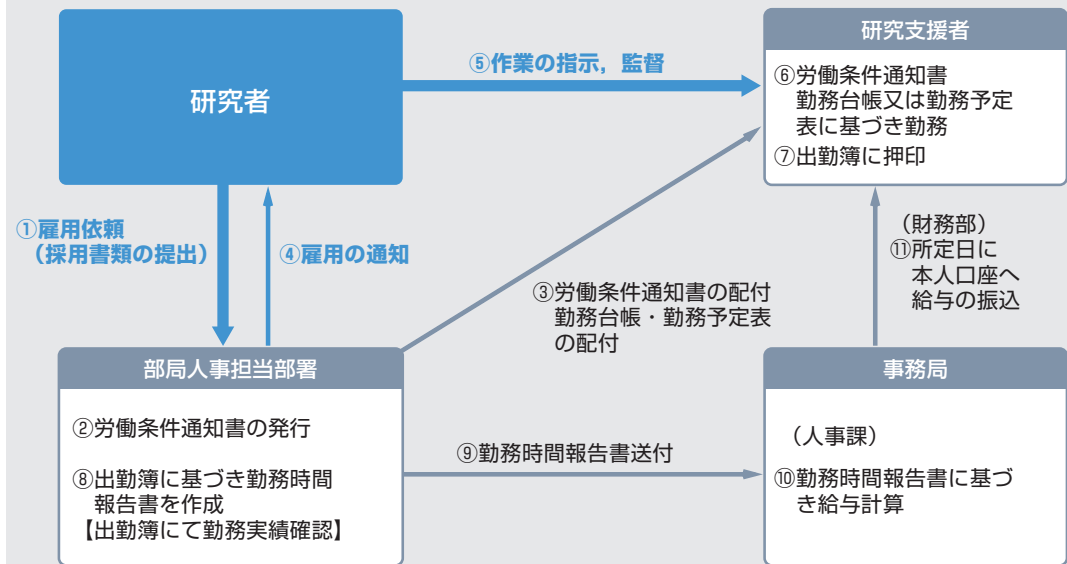 研究者
⑤作業の指示，監督
研究支援者
⑥労働条件通知書
勤務台帳又は勤務予定
表に基づき勤務
⑦出勤簿に押印
①雇用依頼
（採用書類の提出）
④雇用の通知
③労働条件通知書の配付
勤務台帳・勤務予定表
の配付
（財務部）
⑪所定日に
本人口座へ
給与の振込
部局人事担当部署
②労働条件通知書の発行
⑧出勤簿に基づき勤務時間
報告書を作成
【出勤簿にて勤務実績確認】
⑨勤務時間報告書送付
事務局
（人事課）
⑩勤務時間報告書に基づ
き給与計算